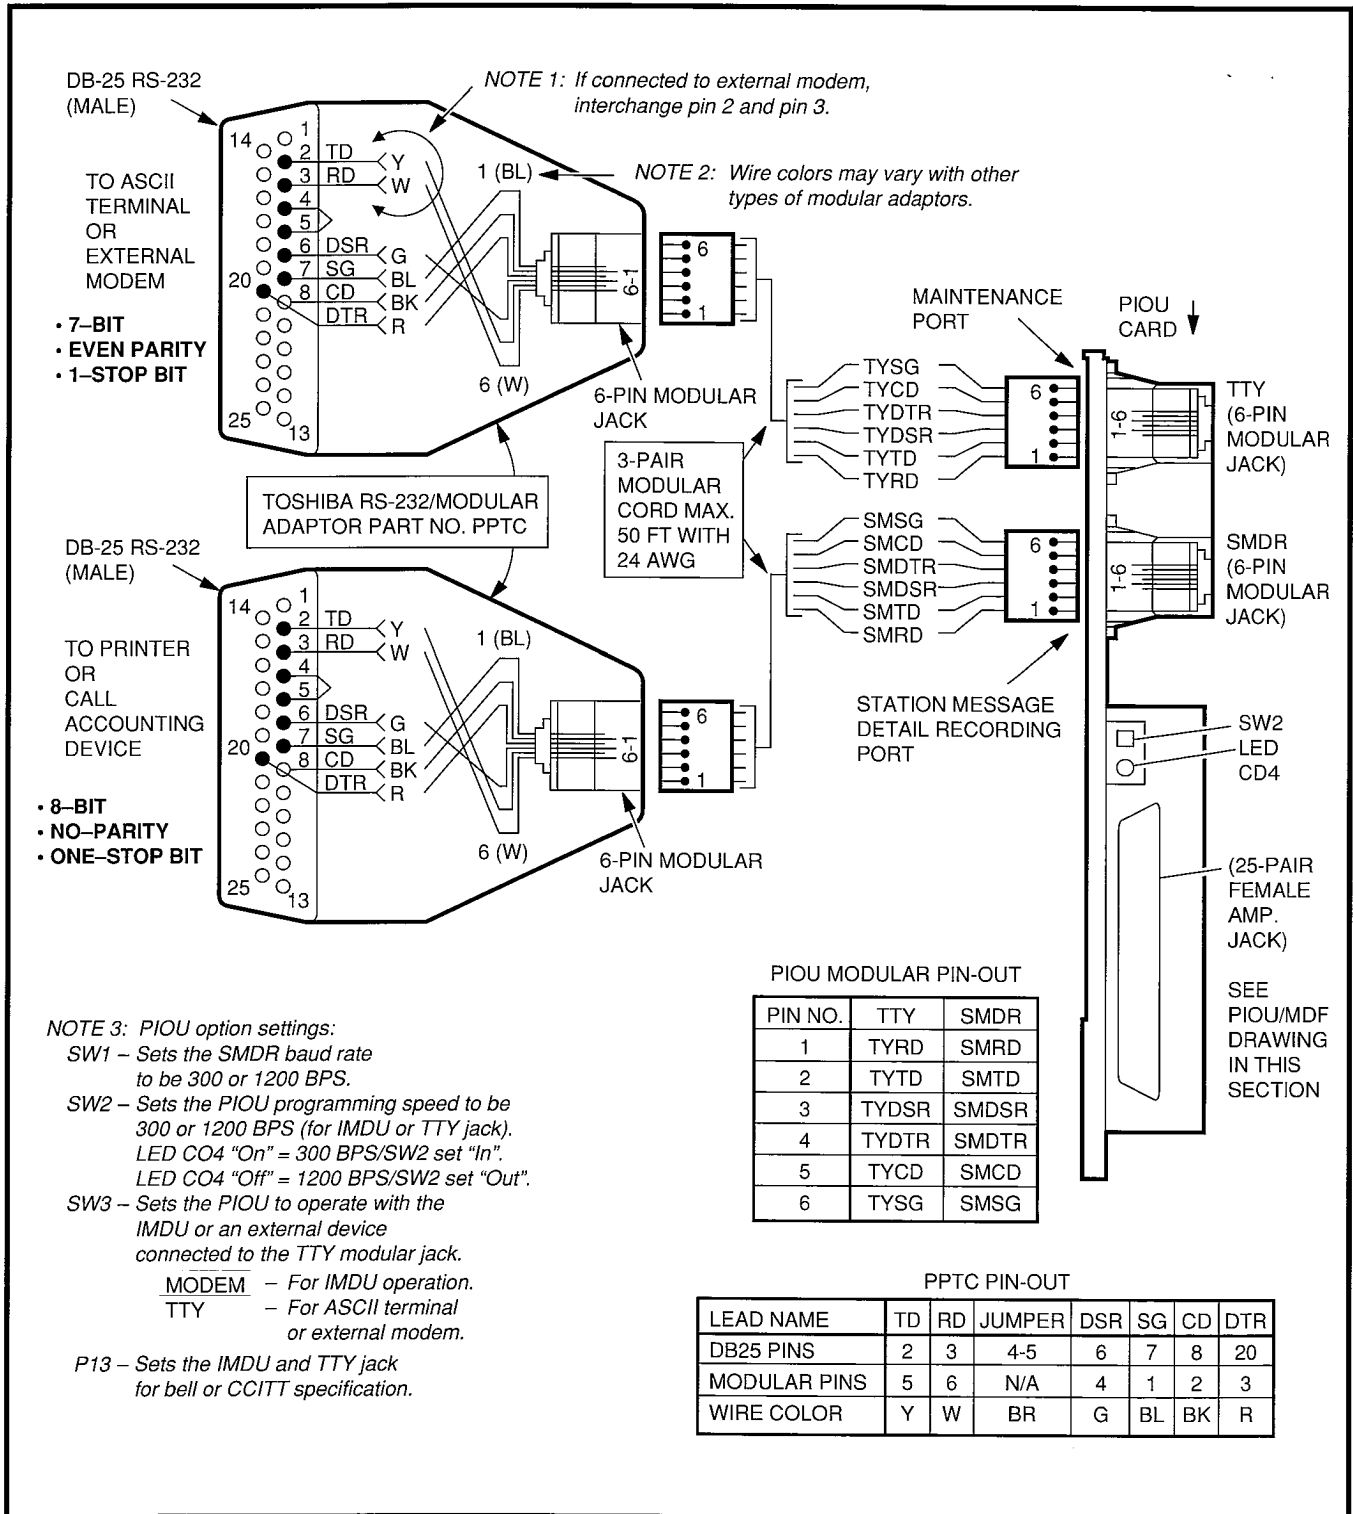 DB-25 RS-232
(MALE)
NOTE 1: If connected to external modem,
interchange pin 2 and pin 3.
NOTE 2: Wire colors may vary with other
types of modular adaptors.
TO ASCII
TERMINAL
OR
EXTERNAL
MODEM
• 7–BIT
• EVEN PARITY
• 1–STOP BIT
14
1
2
3
4
5
6
7
8
20
25
13
TD
RD
DSR
SG
CD
DTR
Y
W
G
BL
BK
R
1 (BL)
6 (W)
6-1
6-PIN MODULAR
JACK
6
1
TOSHIBA RS-232/MODULAR
ADAPTOR PART NO. PPTC
3-PAIR
MODULAR
CORD MAX.
50 FT WITH
24 AWG
MAINTENANCE
PORT
PIOU
CARD
TYSG
TYCD
TYDTR
TYDSR
TYTD
TYRD
6
1
1-6
TTY
(6-PIN
MODULAR
JACK)
SMSG
SMCD
SMDTR
SMDSR
SMTD
SMRD
6
1
1-6
SMDR
(6-PIN
MODULAR
JACK)
STATION MESSAGE
DETAIL RECORDING
PORT
SW2
LED
CD4
(25-PAIR
FEMALE
AMP.
JACK)
SEE
PIOU/MDF
DRAWING
IN THIS
SECTION
DB-25 RS-232
(MALE)
TO PRINTER
OR
CALL
ACCOUNTING
DEVICE
• 8–BIT
• NO–PARITY
• ONE–STOP BIT
14
1
2
3
4
5
6
7
8
20
25
13
TD
RD
DSR
SG
CD
DTR
Y
W
G
BL
BK
R
1 (BL)
6 (W)
6-1
6-PIN MODULAR
JACK
6
1
NOTE 3: PIOU option settings:
SW1 – Sets the SMDR baud rate
to be 300 or 1200 BPS.
SW2 – Sets the PIOU programming speed to be
300 or 1200 BPS (for IMDU or TTY jack).
LED CO4 “On” = 300 BPS/SW2 set “In”.
LED CO4 “Off” = 1200 BPS/SW2 set “Out”.
SW3 – Sets the PIOU to operate with the
IMDU or an external device
connected to the TTY modular jack.
MODEM – For IMDU operation.
TTY – For ASCII terminal
or external modem.
P13 – Sets the IMDU and TTY jack
for bell or CCITT specification.
PIOU MODULAR PIN-OUT
PIN NO. TTY SMDR
1 TYRD SMRD
2 TYTD SMTD
3 TYDSR SMDSR
4 TYDTR SMDTR
5 TYCD SMCD
6 TYSG SMSG
PPTC PIN-OUT
LEAD NAME TD RD JUMPER DSR SG CD DTR
DB25 PINS 2 3 4-5 6 7 8 20
MODULAR PINS 5 6 N/A 4 1 2 3
WIRE COLOR Y W BR G BL BK R